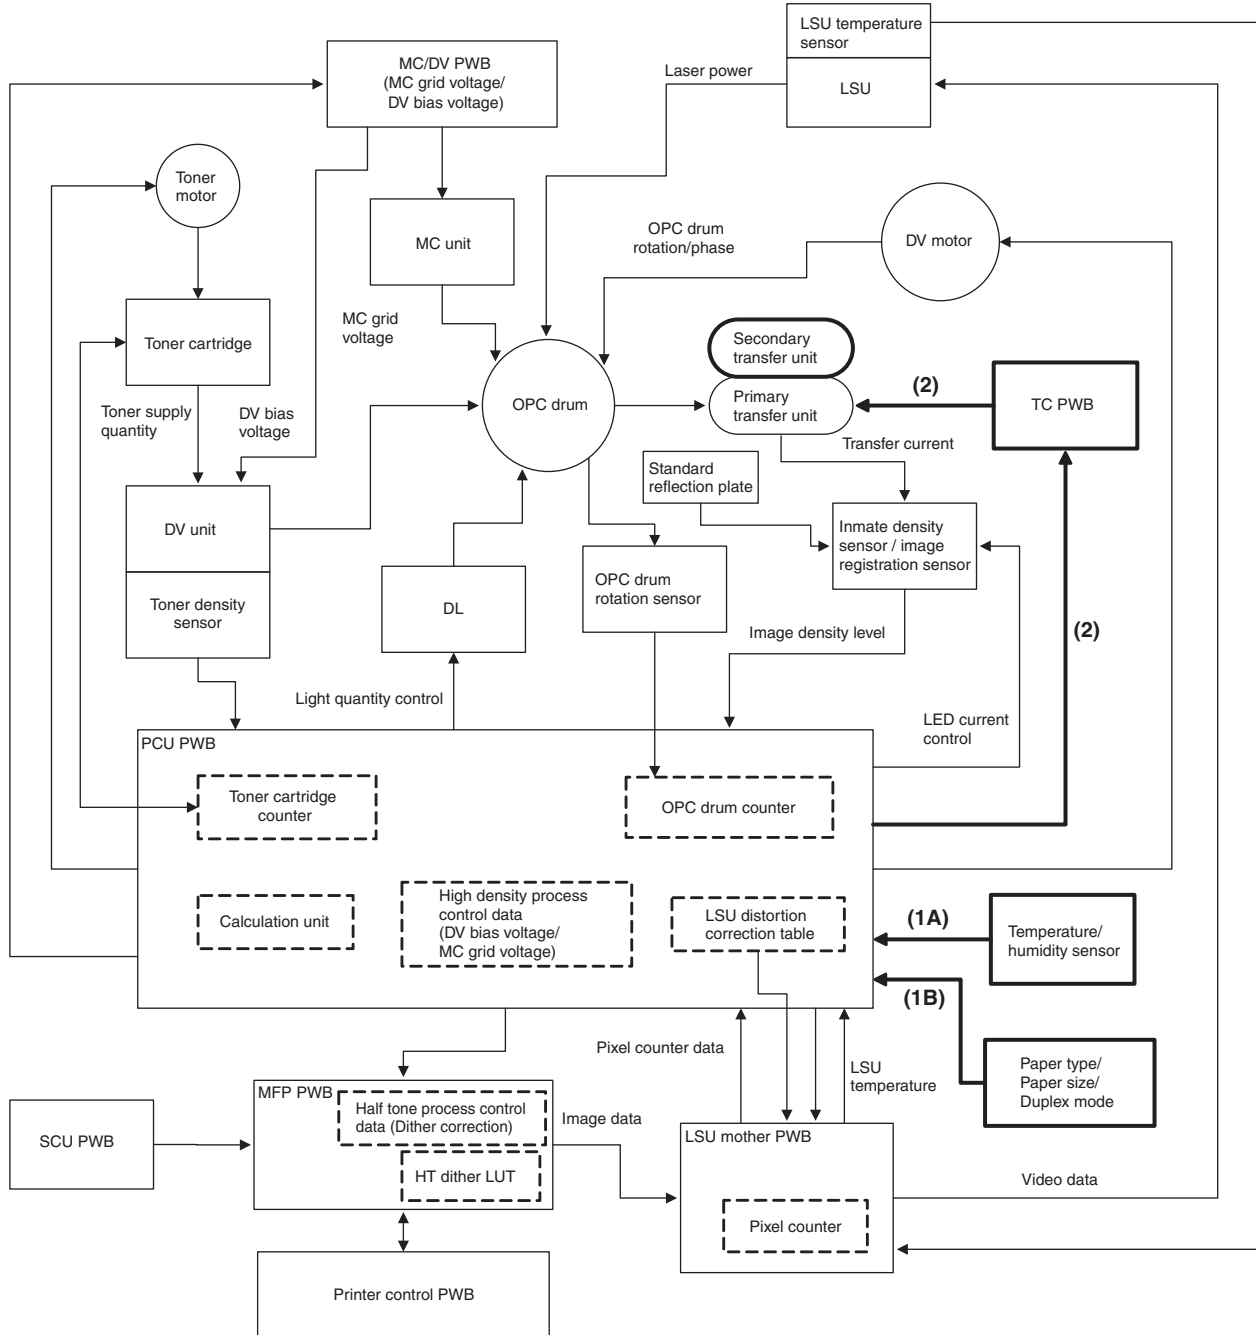 LSU temperature
sensor
LSU
Laser power
MC/DV PWB
(MC grid voltage/
DV bias voltage)
Toner
motor
MC unit
OPC drum
rotation/phase
DV motor
MC grid
voltage
Toner cartridge
Secondary
transfer unit
OPC drum
Primary
transfer unit
(2)
TC PWB
Toner supply
quantity
DV bias
voltage
Transfer current
Standard
reflection plate
DV unit
Inmate density
sensor / image
registration sensor
OPC drum
rotation sensor
DL
Toner density
sensor
Image density level
(2)
Light quantity control
LED current
control
PCU PWB
Toner cartridge
counter
OPC drum counter
Calculation unit
High density process
control data
(DV bias voltage/
MC grid voltage)
LSU distortion
correction table
(1A)
Temperature/
humidity sensor
(1B)
Pixel counter data
LSU
temperature
Paper type/
Paper size/
Duplex mode
MFP PWB
Half tone process control
data (Dither correction)
Image data
SCU PWB
LSU mother PWB
HT dither LUT
Video data
Pixel counter
Printer control PWB